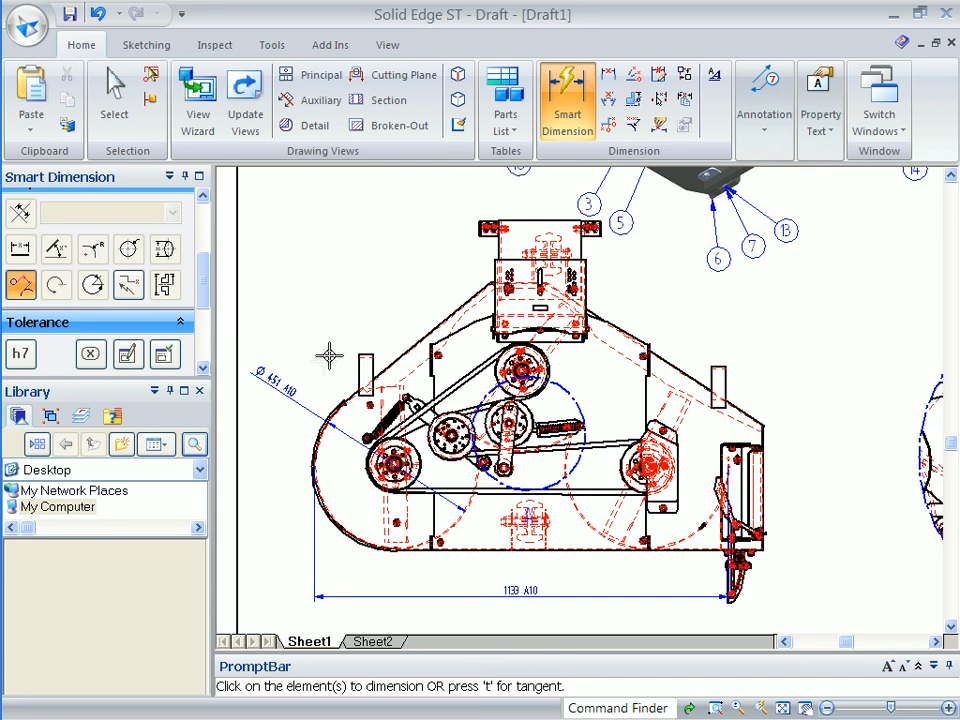 Solid Edge ST - Draft - [Draft1]
Home Sketching Inspect Tools Add Ins View
Paste
Clipboard
Select
Selection
View Wizard
Update Views
Principal
Auxiliary
Detail
Cutting Plane
Section
Broken-Out
Drawing Views
Parts List
Tables
Smart Dimension
Dimension
Annotation
A
Property Text
Switch Windows
Window
Smart Dimension
Tolerance
h7
Library
Desktop
My Network Places
My Computer
3
5
6
7
13
14
Ø 451 A10
1133 A10
Sheet1 Sheet2
PromptBar
Click on the element(s) to dimension OR press 't' for tangent.
Command Finder